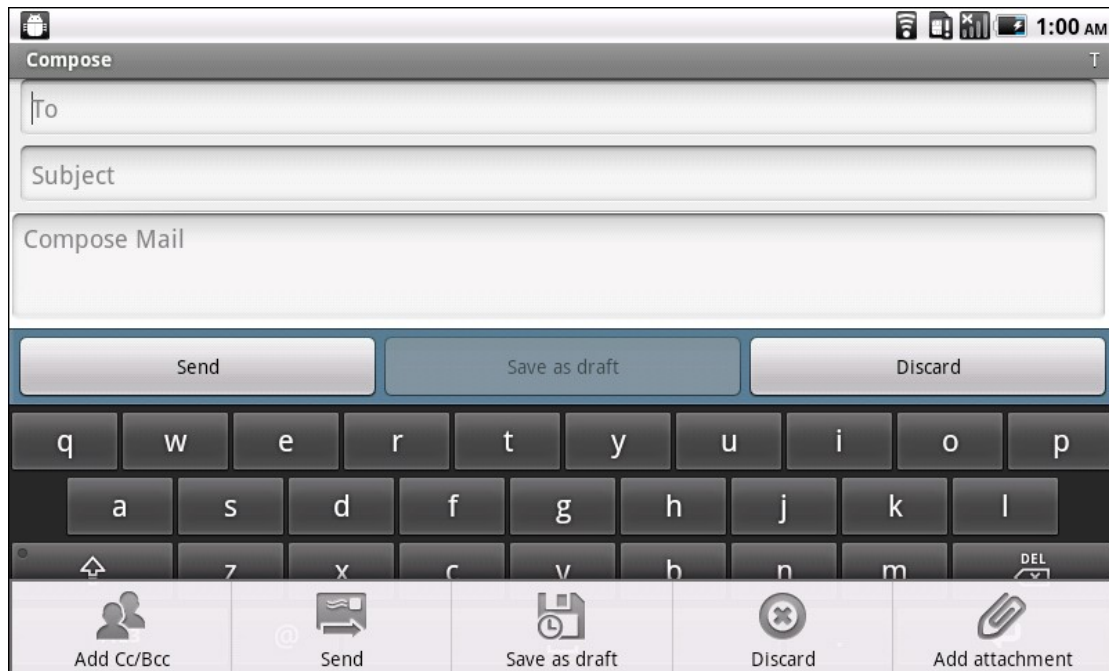 1:00 AM
Compose T
To
Subject
Compose Mail
Send Save as draft Discard
q w e r t y u i o p
a s d f g h j k l
z x c v b n m DEL
@
Add Cc/Bcc Send Save as draft Discard Add attachment